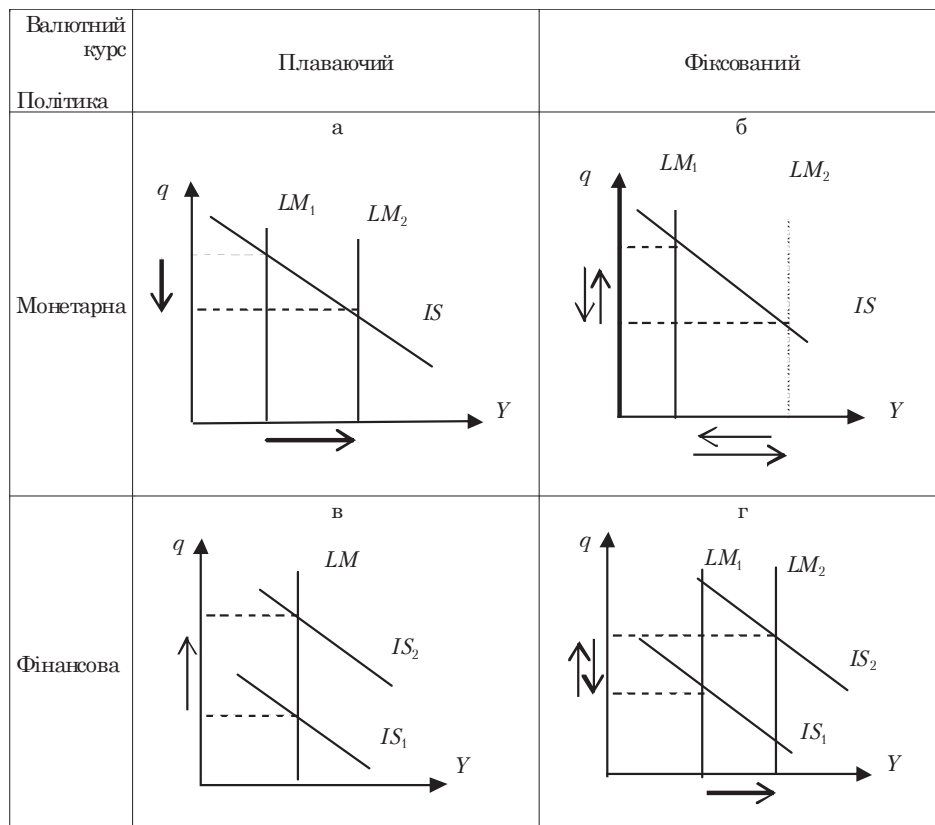 Валютний
курс
Політика
Плаваючий
Фіксований
Монетарна
а
q
LM₁
LM₂
IS
Y
б
q
LM₁
LM₂
IS
Y
Фінансова
в
q
LM
IS₂
IS₁
Y
г
q
LM₁
LM₂
IS₂
IS₁
Y